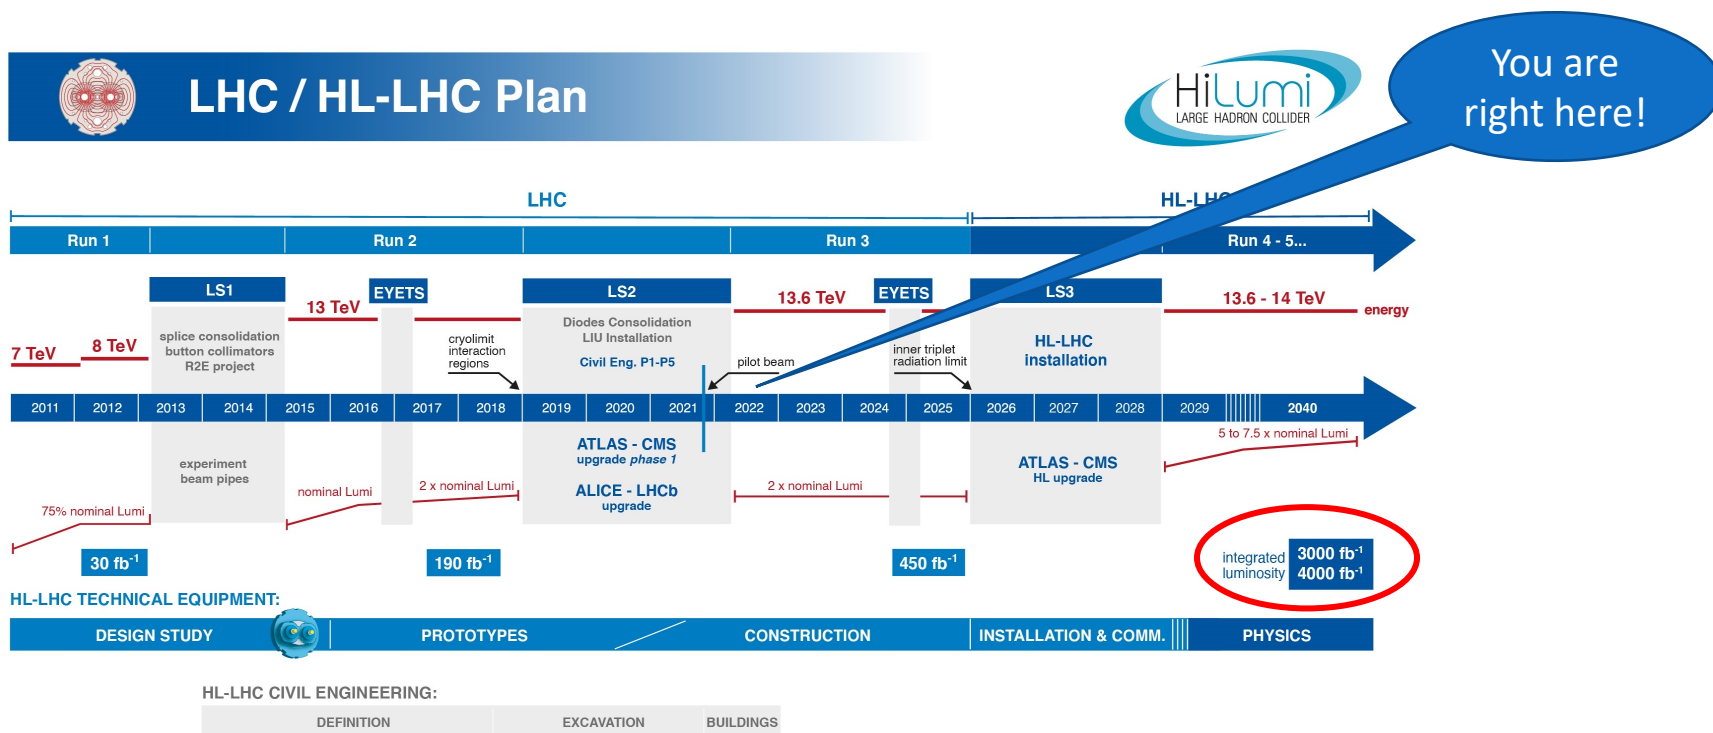 You are
right here!
LHC / HL-LHC Plan
HiLumi
LARGE HADRON COLLIDER
LHC
HL-LHC
Run 1
Run 2
Run 3
Run 4 - 5...
LS1
EYETS
LS2
EYETS
LS3
13 TeV
13.6 TeV
13.6 - 14 TeV
energy
7 TeV
8 TeV
splice consolidation
button collimators
R2E project
cryolimit
interaction
regions
Diodes Consolidation
LIU Installation
Civil Eng. P1-P5
pilot beam
inner triplet
radiation limit
HL-LHC
installation
2011 2012 2013 2014 2015 2016 2017 2018 2019 2020 2021 2022 2023 2024 2025 2026 2027 2028 2029 2040
5 to 7.5 x nominal Lumi
experiment
beam pipes
ATLAS - CMS
upgrade phase 1
ALICE - LHCb
upgrade
ATLAS - CMS
HL upgrade
75% nominal Lumi
nominal Lumi
2 x nominal Lumi
2 x nominal Lumi
30 fb⁻¹
190 fb⁻¹
450 fb⁻¹
integrated
luminosity
3000 fb⁻¹
4000 fb⁻¹
HL-LHC TECHNICAL EQUIPMENT:
DESIGN STUDY
PROTOTYPES
CONSTRUCTION
INSTALLATION & COMM.
PHYSICS
HL-LHC CIVIL ENGINEERING:
DEFINITION
EXCAVATION
BUILDINGS